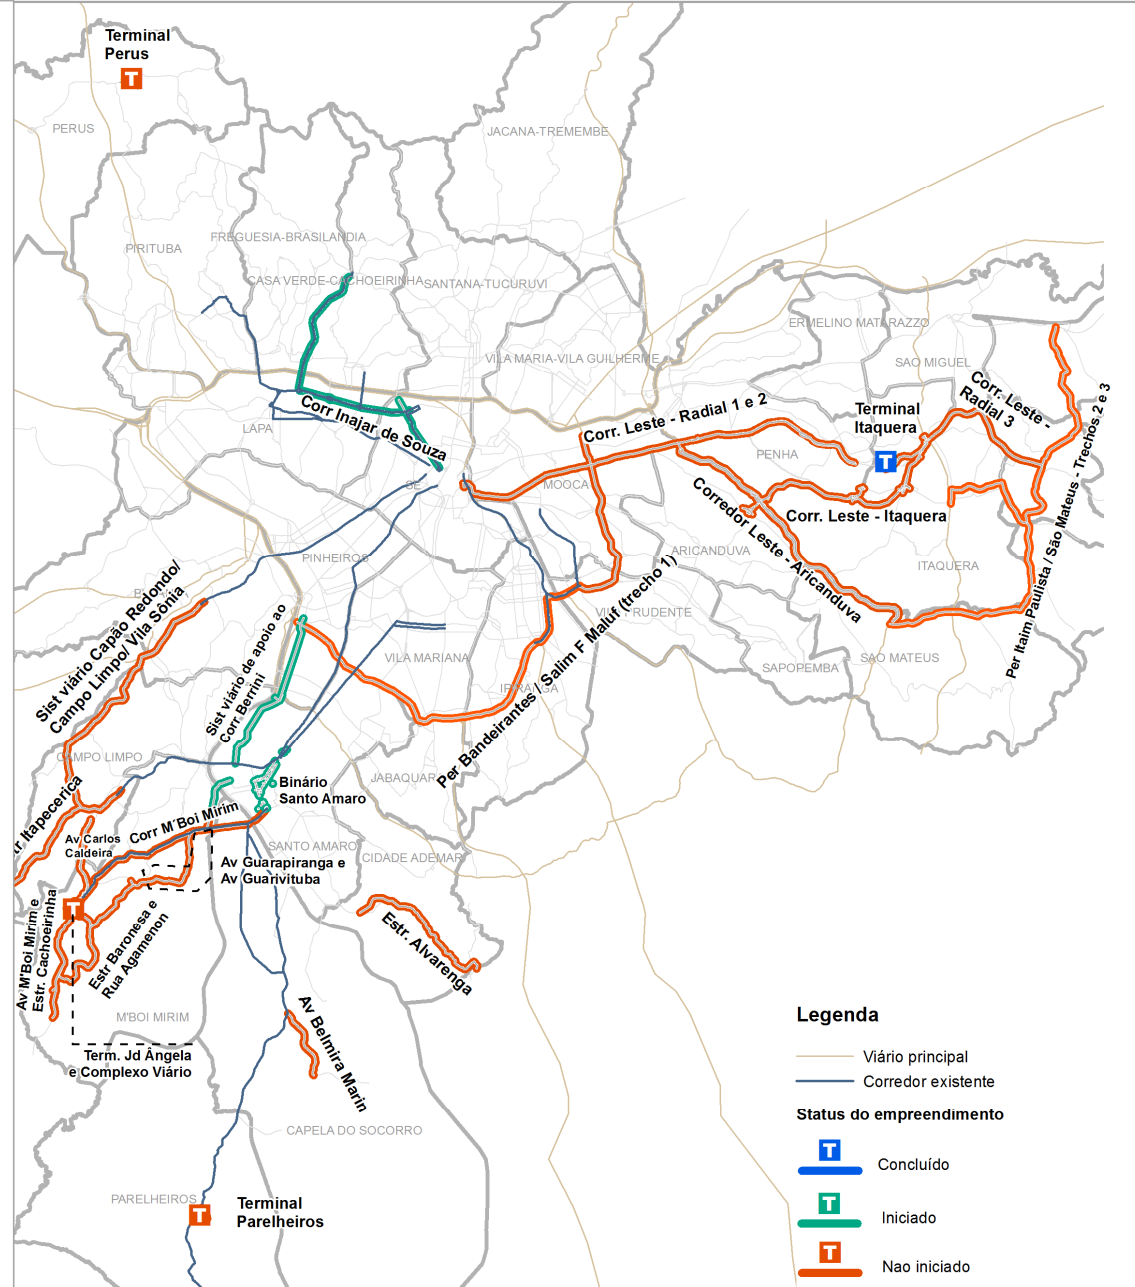 Terminal
Perus
PERUS
JACANA-TREMEMBE
PIRITUBA
FREGUESIA-BRASILANDIA
CASA VERDE-CACHOEIRINHA
SANTANA-TUCURUVI
ERMELINO MATARAZZO
VILA MARIA-VILA GUILHERME
SAO MIGUEL
Corr. Leste -
Radial 3
Terminal
Itaquera
Corr. Leste - Radial 1 e 2
Corr Inajar de Souza
LAPA
PENHA
SE
MOOCA
Corr. Leste - Itaquera
Corredor Leste - Aricanduva
Per Itaim Paulista / São Mateus - Trechos 2 e 3
PINHEIROS
ARICANDUVA
ITAQUERA
VILA PRUDENTE
Sist viário Capão Redondo/
Campo Limpo/ Vila Sônia
Sist viário de apoio ao
Corr Berrini
VILA MARIANA
SAPOPEMBA
SAO MATEUS
IPIRANGA
Per Bandeirantes / Salim F Maluf (trecho 1)
CAMPO LIMPO
JABAQUAR
Binário
Santo Amaro
tr Itapecerica
Av Carlos
Caldeira
Corr M'Boi Mirim
SANTO AMARO
CIDADE ADEMAR
Av Guarapiranga e
Av Guarivituba
Av M'Boi Mirim e
Estr. Cachoeirinha
Estr Baronesa e
Rua Agamenon
Estr. Alvarenga
M'BOI MIRIM
Av Belmira Marin
Term. Jd Ângela
e Complexo Viário
CAPELA DO SOCORRO
PARELHEIROS
Terminal
Parelheiros
Legenda
Viário principal
Corredor existente
Status do empreendimento
T
Concluído
T
Iniciado
T
Nao iniciado